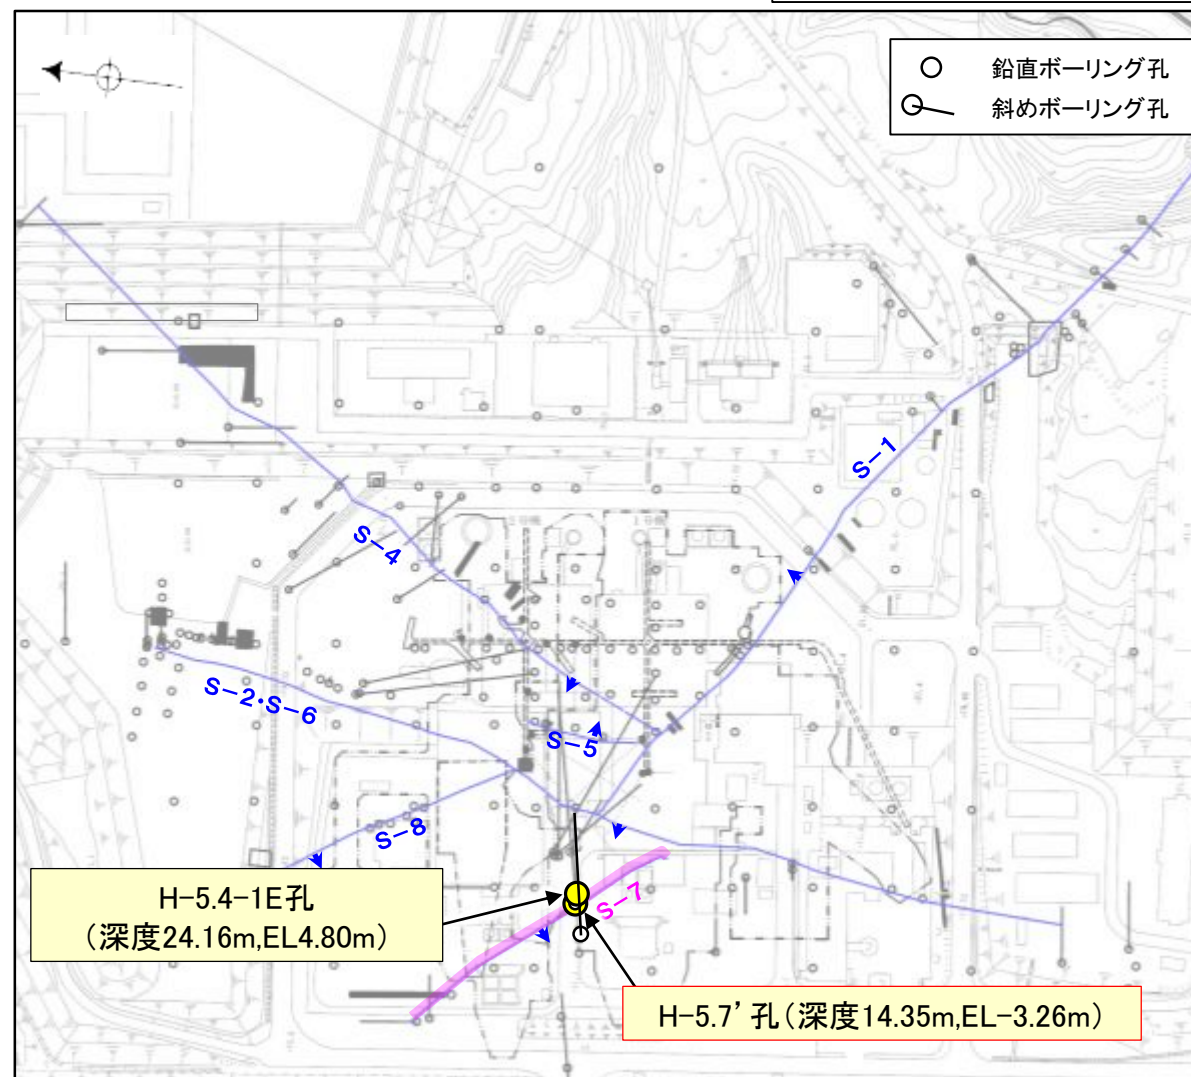 鉛直ボーリング孔
斜めボーリング孔
S-1
S-4
S-2・S-6
S-5
S-8
S-7
H-5.4-1E孔
（深度24.16m,EL4.80m）
H-5.7’孔（深度14.35m,EL-3.26m）